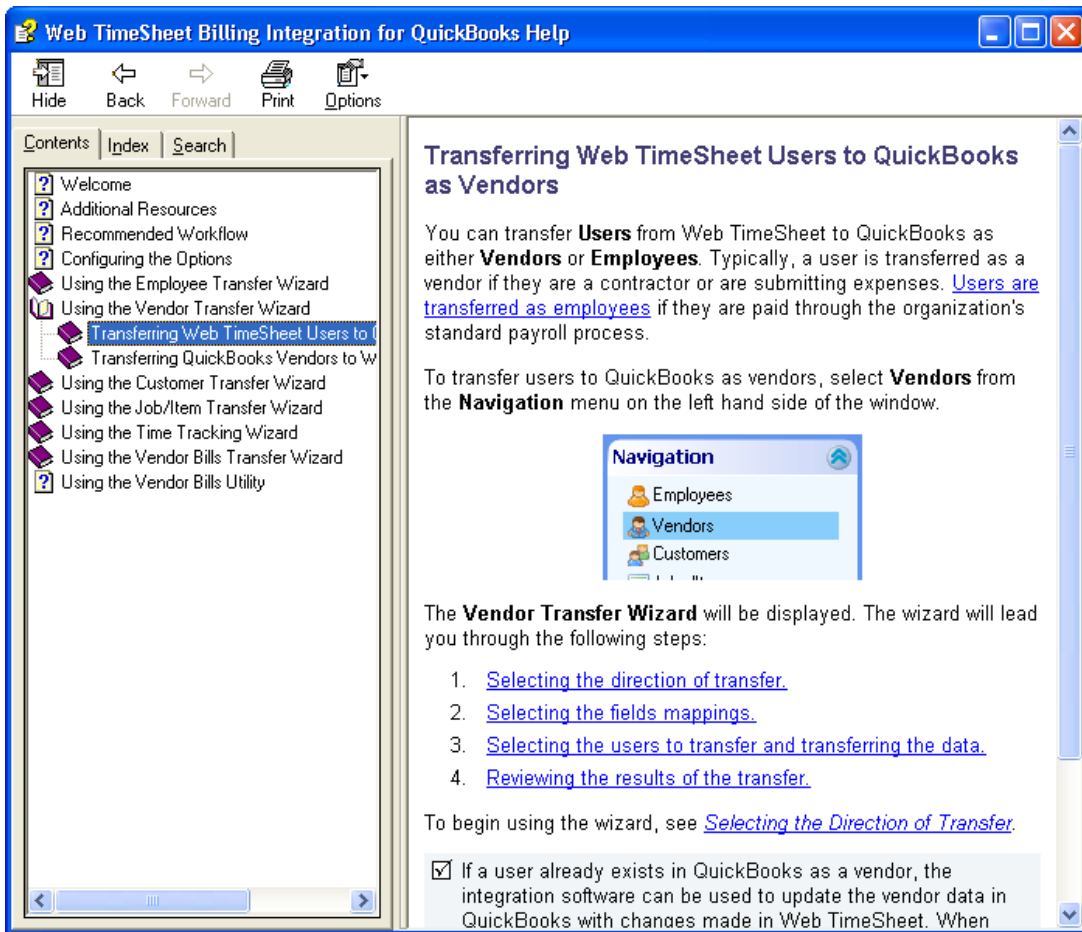 Web TimeSheet Billing Integration for QuickBooks Help
Hide Back Forward Print Options
Contents Index Search
Welcome
Additional Resources
Recommended Workflow
Configuring the Options
Using the Employee Transfer Wizard
Using the Vendor Transfer Wizard
Transferring Web TimeSheet Users to
Transferring QuickBooks Vendors to W
Using the Customer Transfer Wizard
Using the Job/Item Transfer Wizard
Using the Time Tracking Wizard
Using the Vendor Bills Transfer Wizard
Using the Vendor Bills Utility
Transferring Web TimeSheet Users to QuickBooks
as Vendors
You can transfer Users from Web TimeSheet to QuickBooks as
either Vendors or Employees. Typically, a user is transferred as a
vendor if they are a contractor or are submitting expenses. Users are
transferred as employees if they are paid through the organization's
standard payroll process.
To transfer users to QuickBooks as vendors, select Vendors from
the Navigation menu on the left hand side of the window.
Navigation
Employees
Vendors
Customers
The Vendor Transfer Wizard will be displayed. The wizard will lead
you through the following steps:
1. Selecting the direction of transfer.
2. Selecting the fields mappings.
3. Selecting the users to transfer and transferring the data.
4. Reviewing the results of the transfer.
To begin using the wizard, see Selecting the Direction of Transfer.
If a user already exists in QuickBooks as a vendor, the
integration software can be used to update the vendor data in
QuickBooks with changes made in Web TimeSheet. When